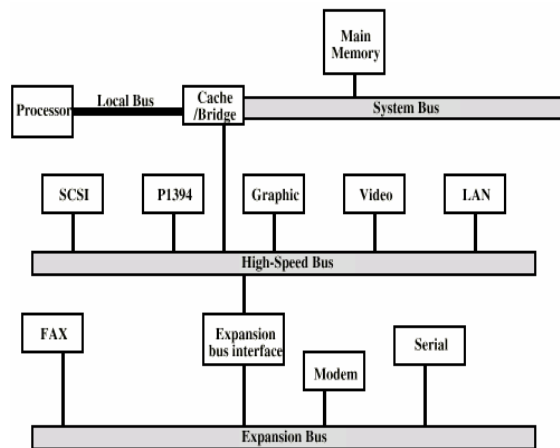 Main
Memory
Processor
Local Bus
Cache
/Bridge
System Bus
SCSI
P1394
Graphic
Video
LAN
High-Speed Bus
FAX
Expansion
bus interface
Modem
Serial
Expansion Bus